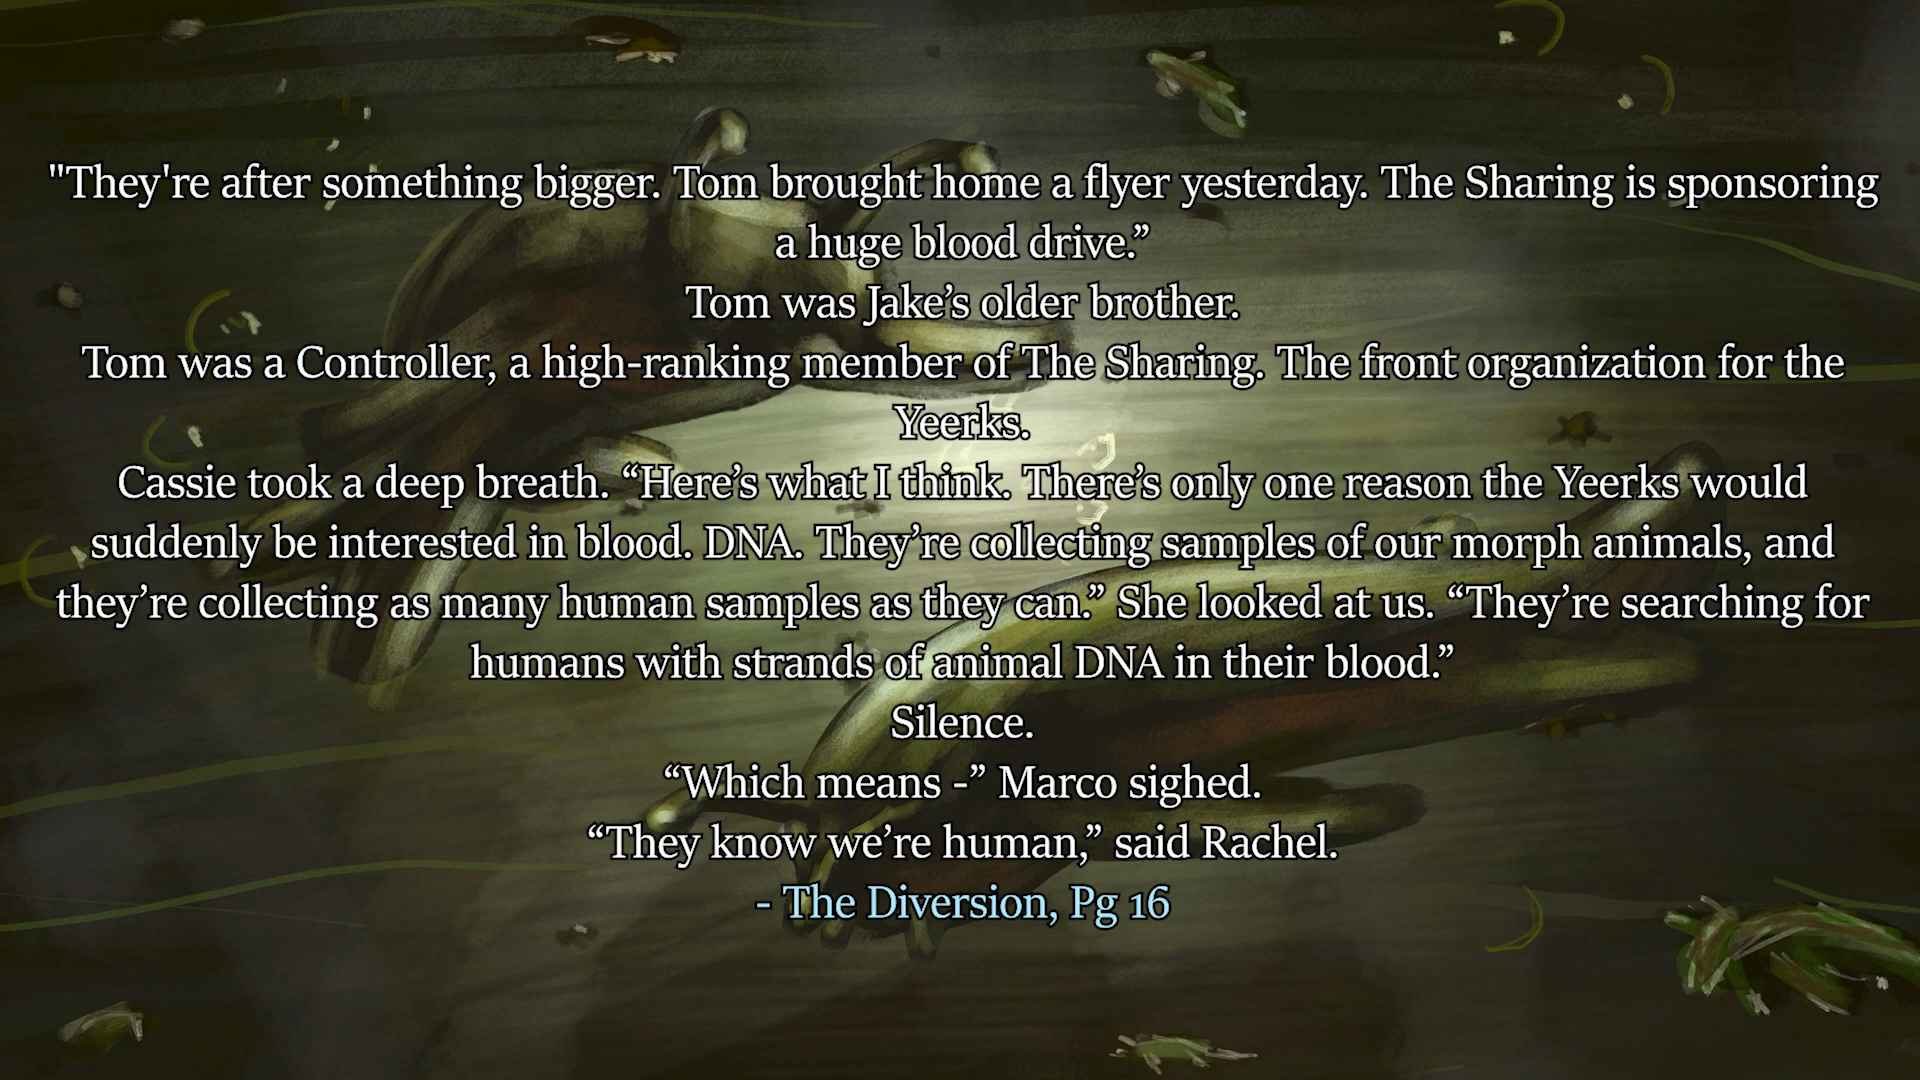 "They're after something bigger. Tom brought home a flyer yesterday. The Sharing is sponsoring
a huge blood drive.”
Tom was Jake’s older brother.
Tom was a Controller, a high-ranking member of The Sharing. The front organization for the
Yeerks.
Cassie took a deep breath. “Here’s what I think. There’s only one reason the Yeerks would
suddenly be interested in blood. DNA. They’re collecting samples of our morph animals, and
they’re collecting as many human samples as they can.” She looked at us. “They’re searching for
humans with strands of animal DNA in their blood.”
Silence.
“Which means -” Marco sighed.
“They know we’re human,” said Rachel.
- The Diversion, Pg 16